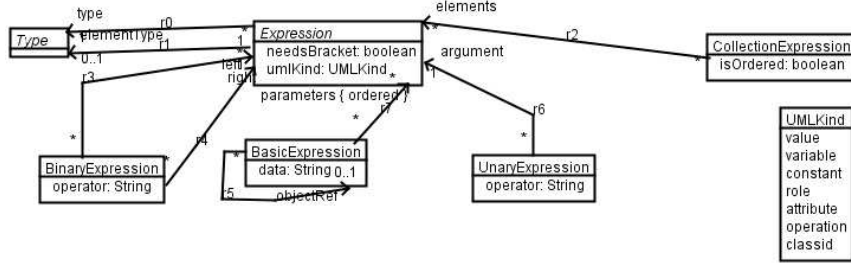 type
r0
Type
elementType
r1
0..1
*
Expression
needsBracket: boolean
umlKind: UMLKind
*
1
*
elements
*
r2
*
CollectionExpression
isOrdered: boolean
argument
1
r3
left
right
parameters { ordered }
*
r7
r6
*
*
r4
*
*
BinaryExpression
operator: String
*
BasicExpression
data: String
0..1
r5
objectRef
UnaryExpression
operator: String
UMLKind
value
variable
constant
role
attribute
operation
classid